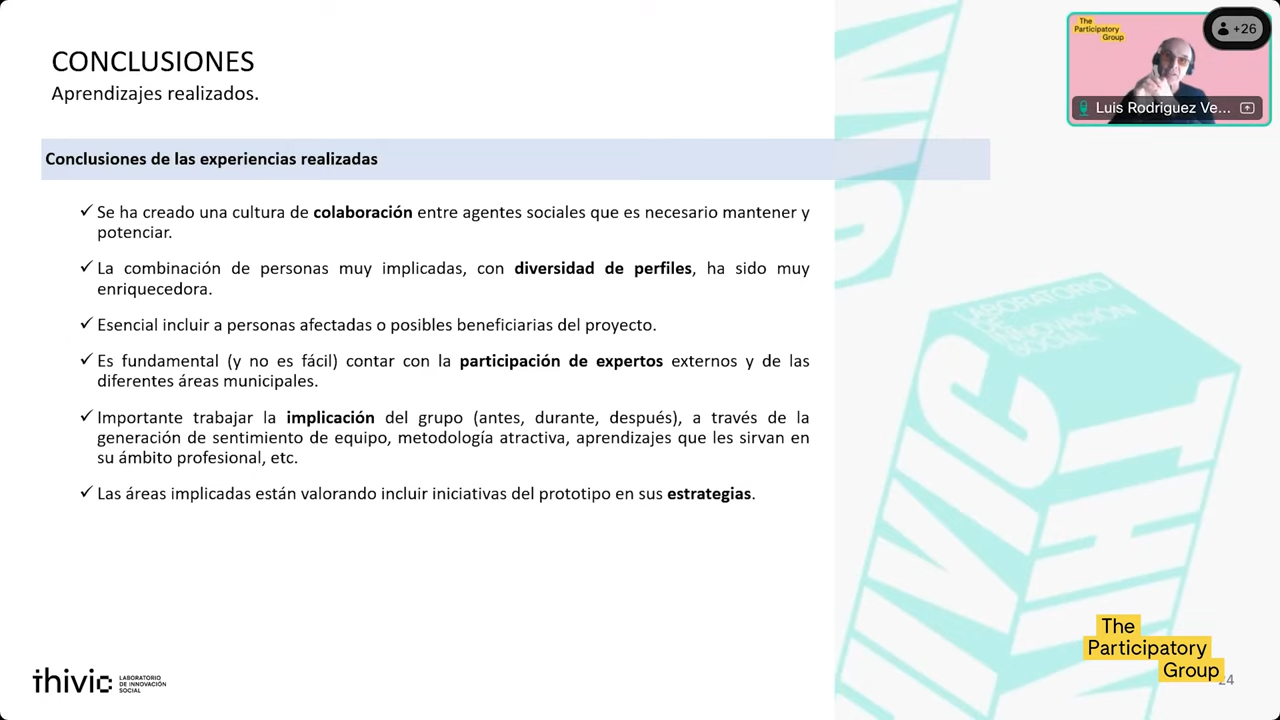 CONCLUSIONES
Aprendizajes realizados.
Conclusiones de las experiencias realizadas
✓ Se ha creado una cultura de colaboración entre agentes sociales que es necesario mantener y
potenciar.
✓ La combinación de personas muy implicadas, con diversidad de perfiles, ha sido muy
enriquecedora.
✓ Esencial incluir a personas afectadas o posibles beneficiarias del proyecto.
✓ Es fundamental (y no es fácil) contar con la participación de expertos externos y de las
diferentes áreas municipales.
✓ Importante trabajar la implicación del grupo (antes, durante, después), a través de la
generación de sentimiento de equipo, metodología atractiva, aprendizajes que les sirvan en
su ámbito profesional, etc.
✓ Las áreas implicadas están valorando incluir iniciativas del prototipo en sus estrategias.
The
Participatory
Group
+26
Luis Rodriguez Ve...
LABORATORIO
DE INNOVACIÓN
SOCIAL
thivic
LABORATORIO
DE INNOVACIÓN
SOCIAL
The
Participatory
Group
24